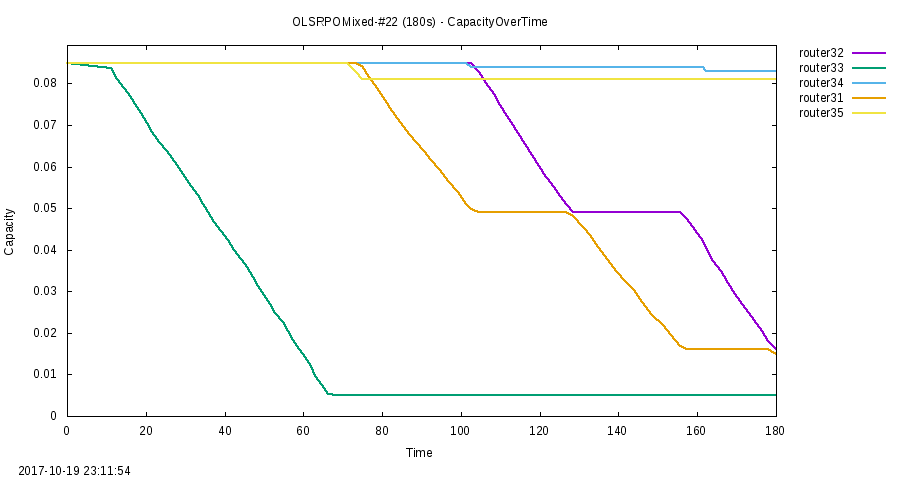 OLSRPOMixed-#22 (180s) - CapacityOverTime
router32
router33
router34
router31
router35
0.08
0.07
0.06
0.05
0.04
0.03
0.02
0.01
0
Capacity
0 20 40 60 80 100 120 140 160 180
Time
2017-10-19 23:11:54